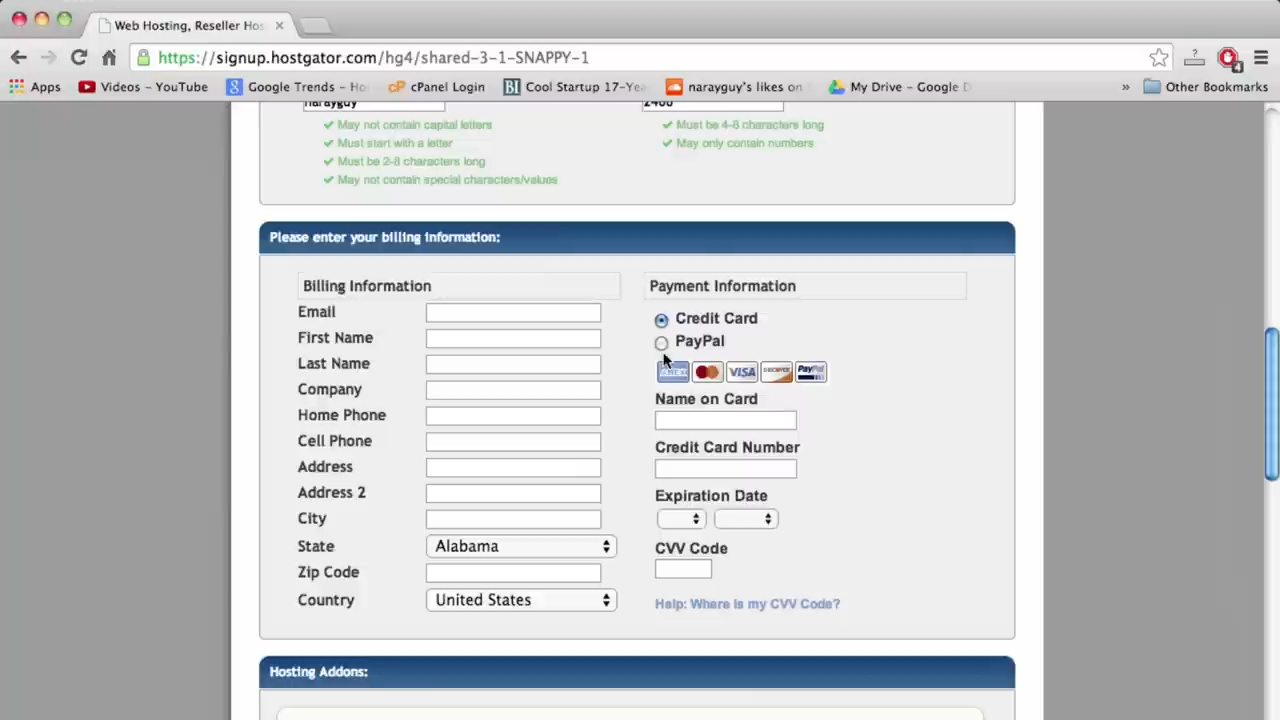 Web Hosting, Reseller Hos
https://signup.hostgator.com/hg4/shared-3-1-SNAPPY-1
Apps Videos – YouTube Google Trends – Ho cPanel Login Cool Startup 17-Yea narayguy's likes on My Drive – Google D » Other Bookmarks
narayguy 2468
May not contain capital letters Must be 4-8 characters long
Must start with a letter May only contain numbers
Must be 2-8 characters long
May not contain special characters/values
Please enter your billing information:
Billing Information Payment Information
Email Credit Card
First Name PayPal
Last Name VISA PayPal
Company Name on Card
Home Phone
Cell Phone Credit Card Number
Address
Address 2 Expiration Date
City
State Alabama CVV Code
Zip Code
Country United States Help: Where is my CVV Code?
Hosting Addons: